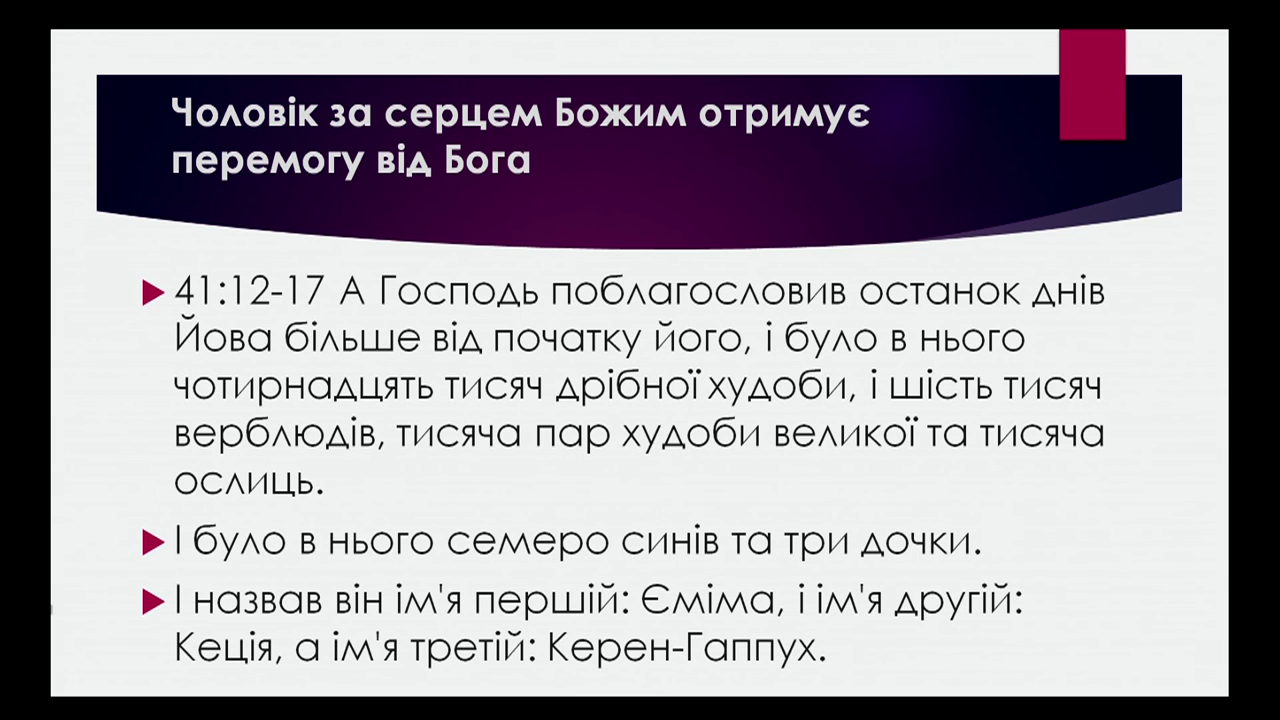 Чоловік за серцем Божим отримує
перемогу від Бога
41:12-17 А Господь поблагословив останок днів
Йова більше від початку його, і було в нього
чотирнадцять тисяч дрібної худоби, і шість тисяч
верблюдів, тисяча пар худоби великої та тисяча
ослиць.
І було в нього семеро синів та три дочки.
І назвав він ім'я першій: Єміма, і ім'я другій:
Кеція, а ім'я третій: Керен-Гаппух.